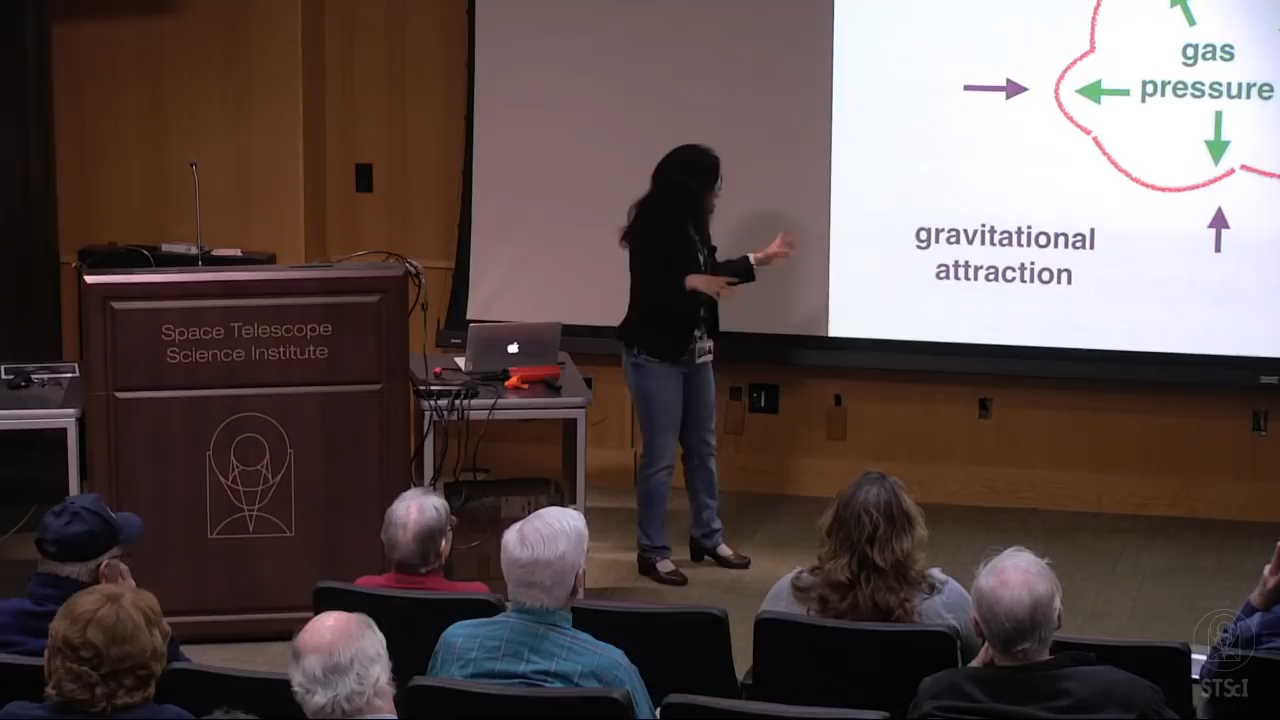 gas
pressure
gravitational
attraction
Space Telescope
Science Institute
STScI